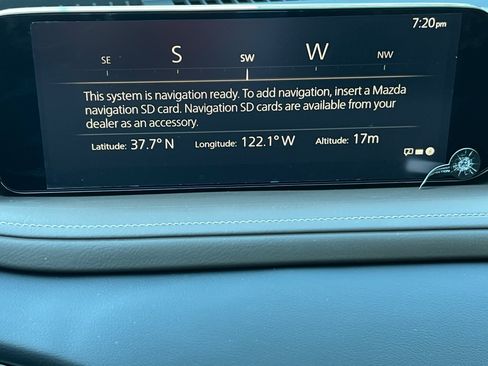 7:20pm
SE S SW W NW
This system is navigation ready. To add navigation, insert a Mazda
navigation SD card. Navigation SD cards are available from your
dealer as an accessory.
Latitude: 37.7° N Longitude: 122.1° W Altitude: 17m